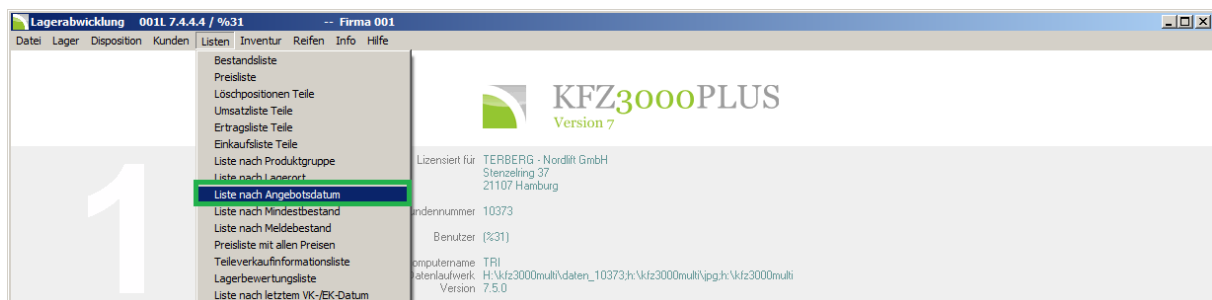 Lagerabwicklung 001L 7.4.4.4 / %31 -- Firma 001
Datei Lager Disposition Kunden Listen Inventur Reifen Info Hilfe
Bestandsliste
Preisliste
Löschpositionen Teile
Umsatzliste Teile
Ertragsliste Teile
Einkaufsliste Teile
Liste nach Produktgruppe
Liste nach Lagerort
Liste nach Angebotsdatum
Liste nach Mindestbestand
Liste nach Meldebestand
Preisliste mit allen Preisen
Teileverkaufinformationsliste
Lagerbewertungsliste
Liste nach letztem VK-/EK-Datum
KFZ3000PLUS
Version 7
1
Lizensiert für TERBERG - Nordlift GmbH
Stenzelring 37
21107 Hamburg
undennummer 10373
Benutzer (%31)
omputername TRI
atenlaufwerk H:\kfz3000multi\daten_10373;h:\kfz3000multi\jpg;h:\kfz3000multi
Version 7.5.0